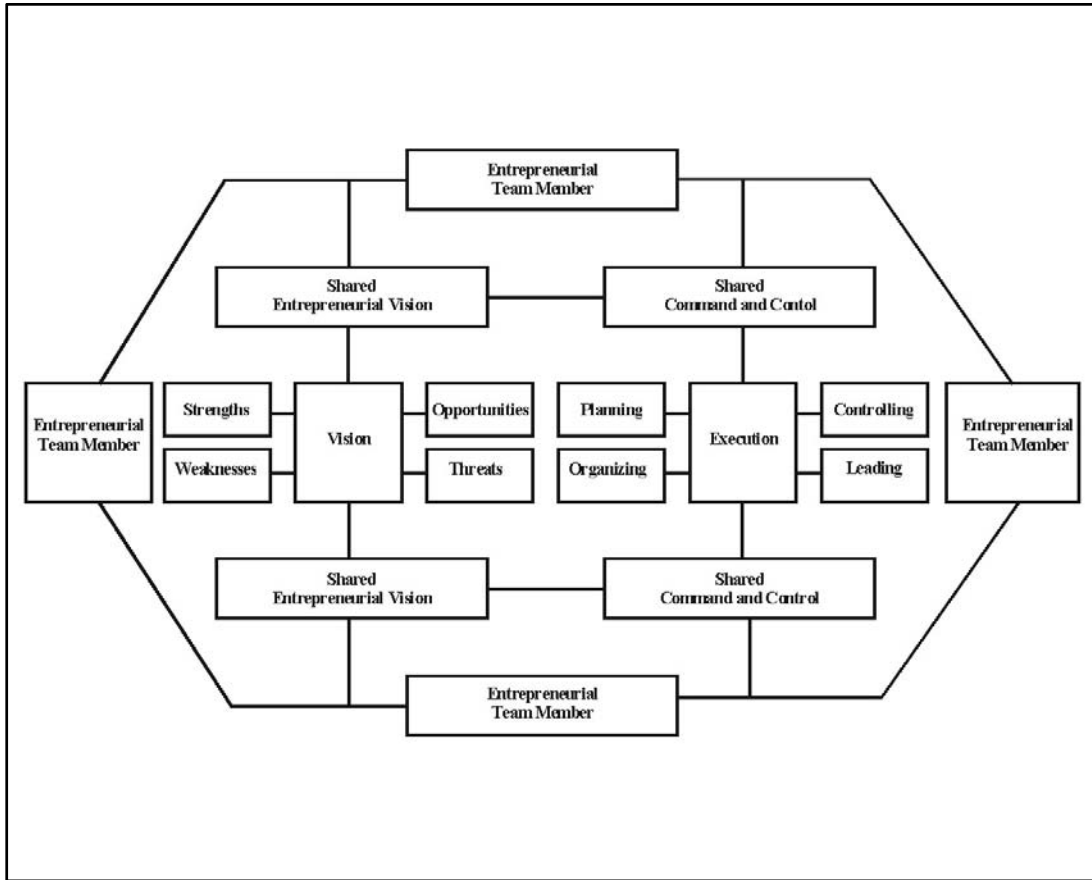 Entrepreneurial
Team Member
Shared
Entrepreneurial Vision
Shared
Command and Contol
Entrepreneurial
Team Member
Strengths
Weaknesses
Vision
Opportunities
Threats
Planning
Organizing
Execution
Controlling
Leading
Entrepreneurial
Team Member
Shared
Entrepreneurial Vision
Shared
Command and Control
Entrepreneurial
Team Member